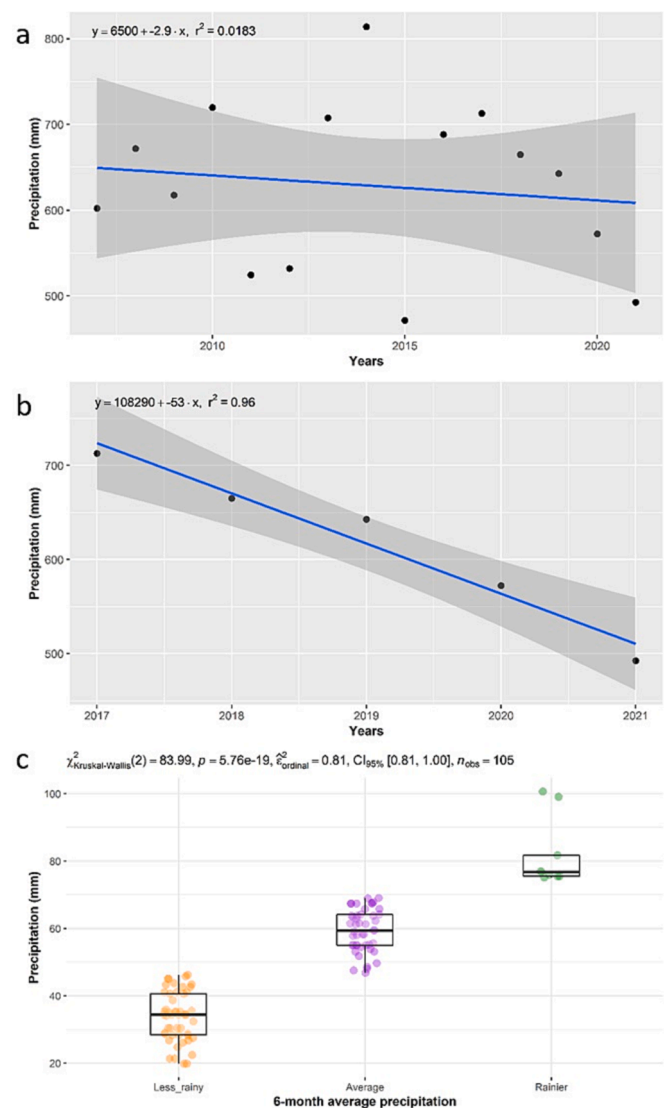 a
y = 6500 + -2.9 · x, r² = 0.0183
800
700
600
500
Precipitation (mm)
2010
2015
2020
Years
b
y = 108290 + -53 · x, r² = 0.96
700
600
500
Precipitation (mm)
2017
2018
2019
2020
2021
Years
c
χ²Kruskal-Wallis(2) = 83.99, p = 5.76e-19, ε̂²ordinal = 0.81, CI95% [0.81, 1.00], nobs = 105
100
80
60
40
20
Precipitation (mm)
Less_rainy
Average
Rainier
6-month average precipitation